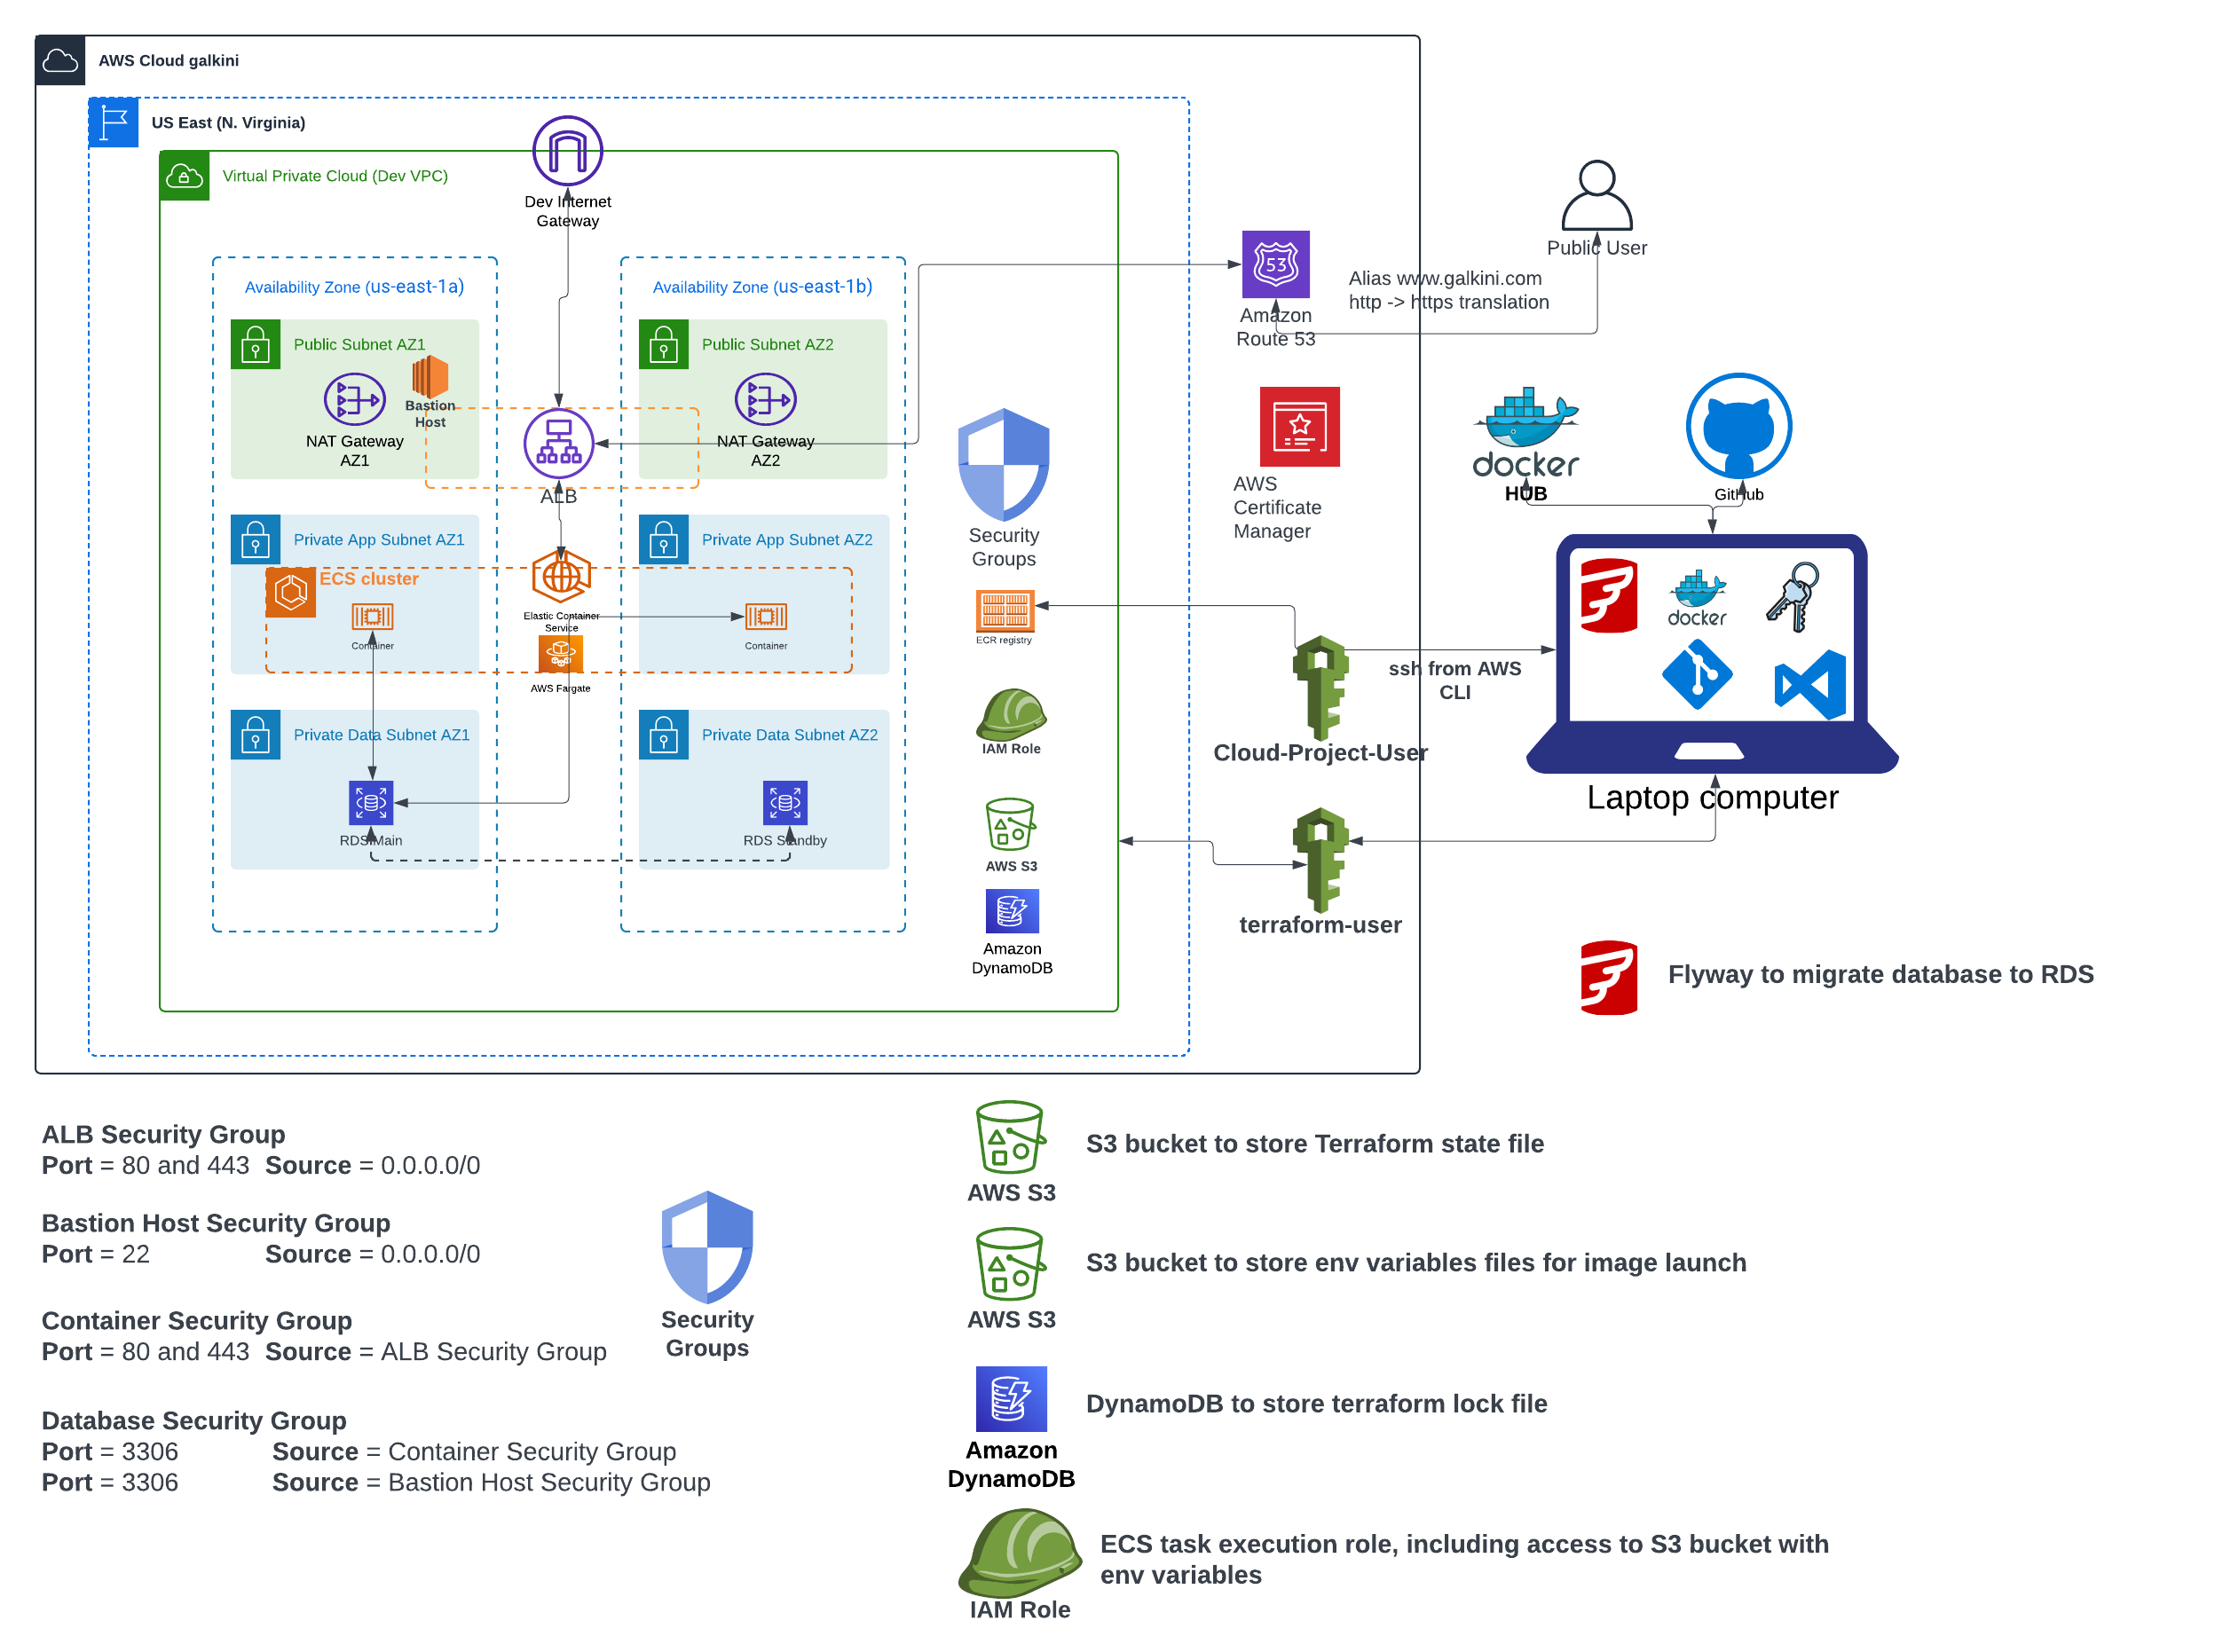 AWS Cloud galkini
US East (N. Virginia)
Virtual Private Cloud (Dev VPC)
Dev Internet
Gateway
Availability Zone (us-east-1a)
Availability Zone (us-east-1b)
Public Subnet AZ1
Bastion
Host
NAT Gateway
AZ1
Public Subnet AZ2
NAT Gateway
AZ2
ALB
Private App Subnet AZ1
Private App Subnet AZ2
ECS cluster
Container
Elastic Container
Service
AWS Fargate
Container
Private Data Subnet AZ1
Private Data Subnet AZ2
RDS Main
RDS Standby
Security
Groups
ECR registry
IAM Role
AWS S3
Amazon
DynamoDB
53
Amazon
Route 53
Alias www.galkini.com
http -> https translation
Public User
AWS
Certificate
Manager
docker
HUB
GitHub
docker
ssh from AWS
CLI
Cloud-Project-User
Laptop computer
terraform-user
Flyway to migrate database to RDS
ALB Security Group
Port = 80 and 443 Source = 0.0.0.0/0
Bastion Host Security Group
Port = 22 Source = 0.0.0.0/0
Container Security Group
Port = 80 and 443 Source = ALB Security Group
Database Security Group
Port = 3306 Source = Container Security Group
Port = 3306 Source = Bastion Host Security Group
Security
Groups
AWS S3
S3 bucket to store Terraform state file
AWS S3
S3 bucket to store env variables files for image launch
Amazon
DynamoDB
DynamoDB to store terraform lock file
IAM Role
ECS task execution role, including access to S3 bucket with
env variables